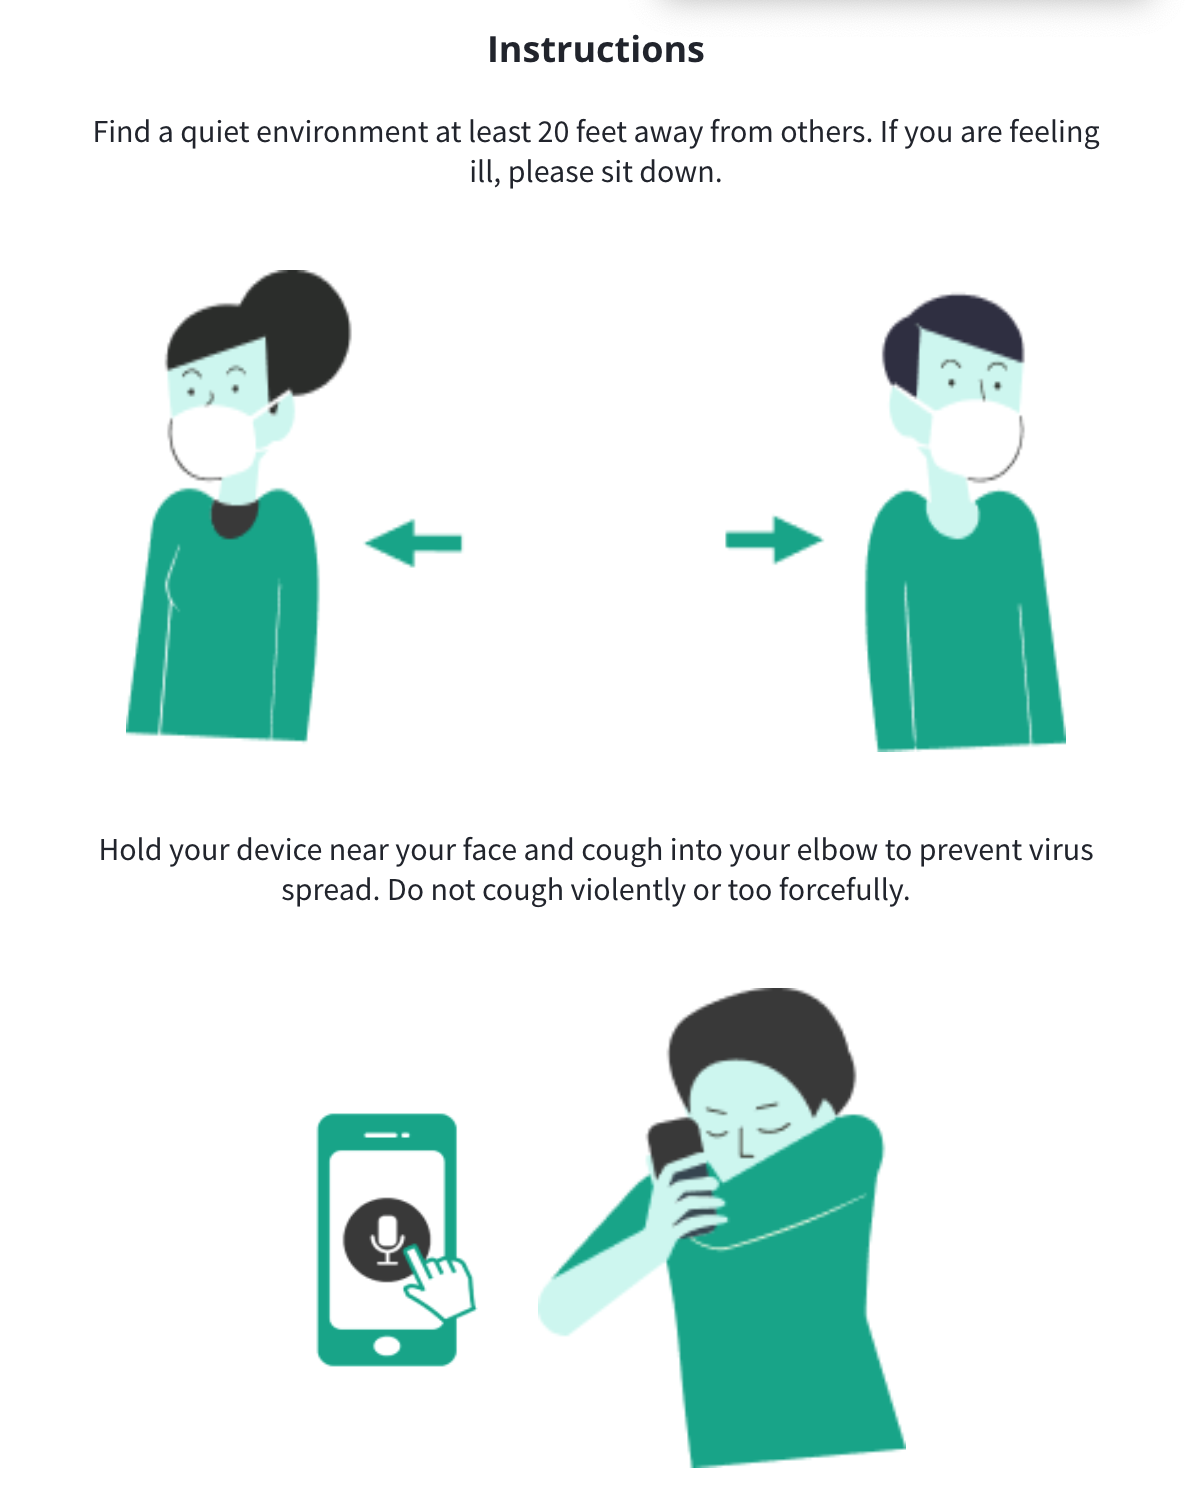 Instructions
Find a quiet environment at least 20 feet away from others. If you are feeling
ill, please sit down.
Hold your device near your face and cough into your elbow to prevent virus
spread. Do not cough violently or too forcefully.